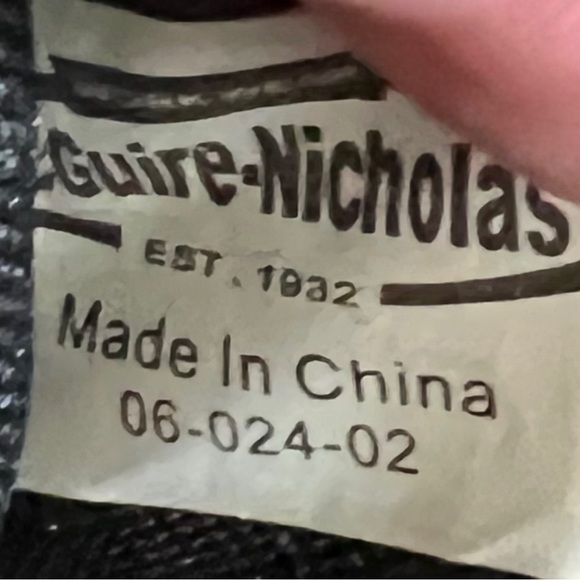 Guire-Nicholas
EST. 1932
Made In China
06-024-02